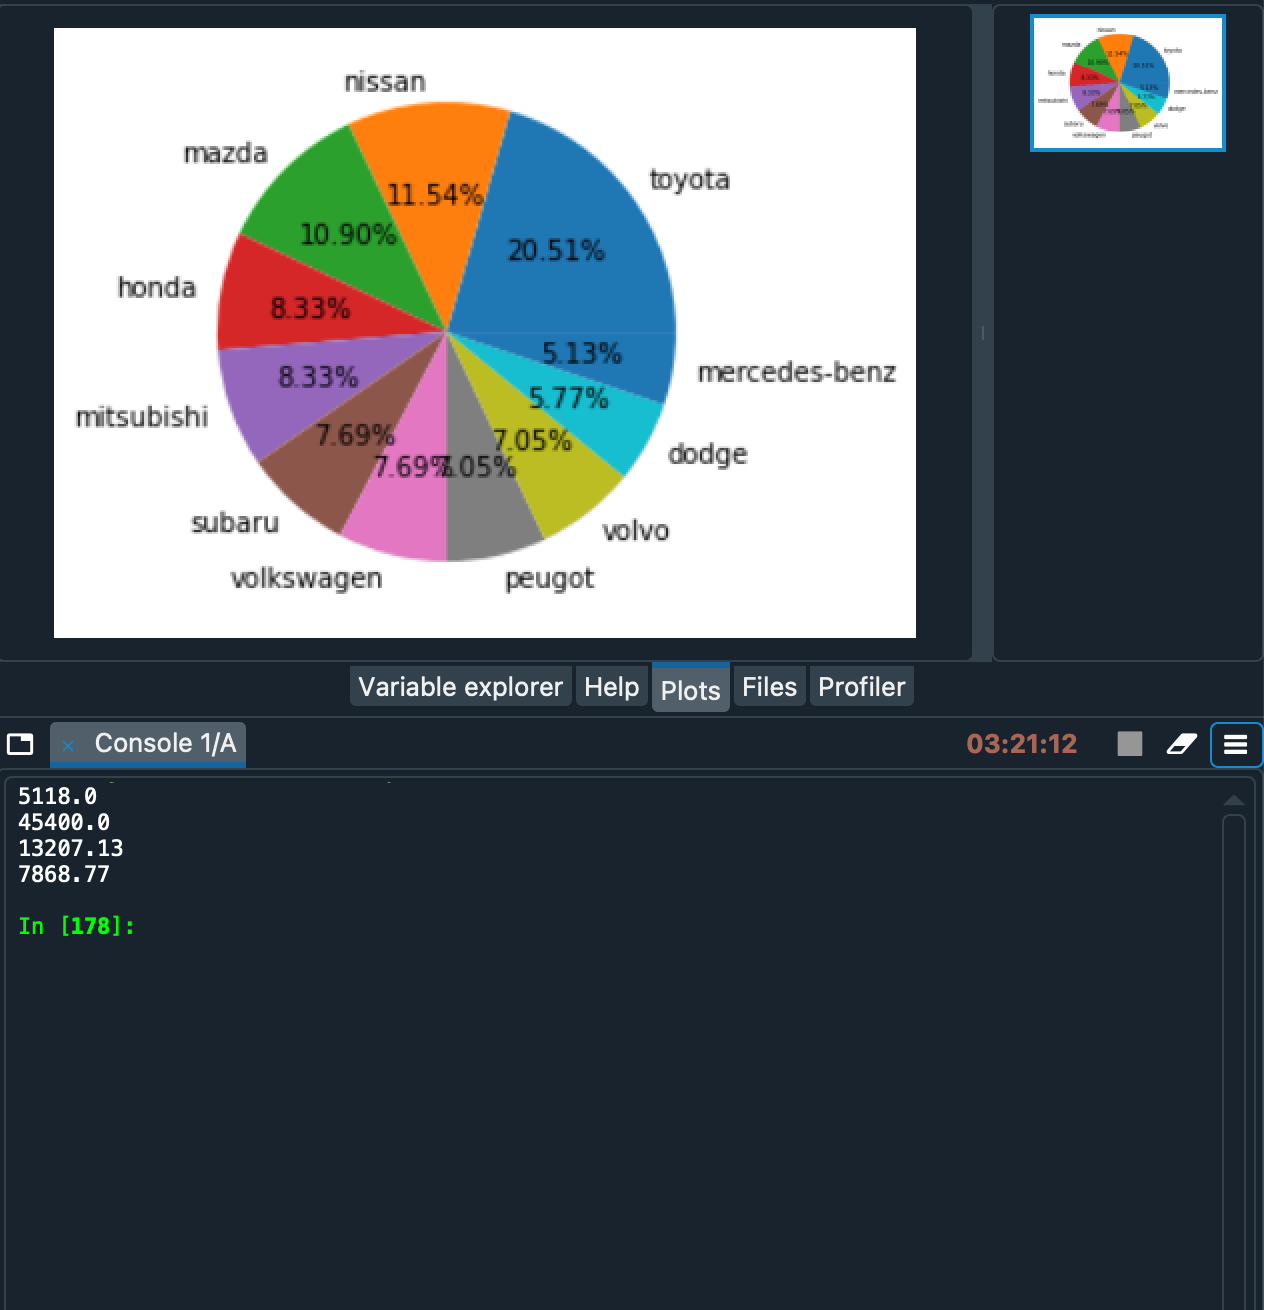 nissan
mazda
toyota
11.54%
10.90%
20.51%
honda
8.33%
5.13%
mercedes-benz
8.33%
5.77%
mitsubishi
7.69%
7.05%
dodge
7.69%
7.05%
subaru
volvo
volkswagen
peugot
Variable explorer Help Plots Files Profiler
Console 1/A 03:21:12
5118.0
45400.0
13207.13
7868.77
In [178]: